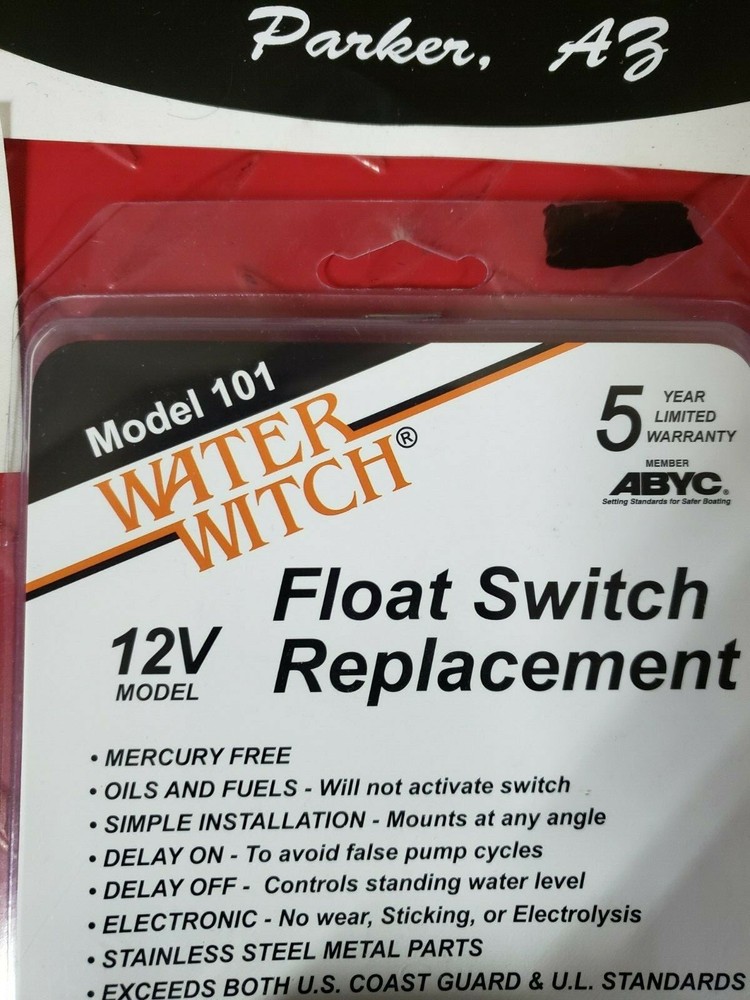 Parker, AZ
Model 101
WATER
WITCH®
5 YEAR
LIMITED
WARRANTY
MEMBER
ABYC®
Setting Standards for Safer Boating
12V
MODEL
Float Switch
Replacement
• MERCURY FREE
• OILS AND FUELS - Will not activate switch
• SIMPLE INSTALLATION - Mounts at any angle
• DELAY ON - To avoid false pump cycles
• DELAY OFF - Controls standing water level
• ELECTRONIC - No wear, Sticking, or Electrolysis
• STAINLESS STEEL METAL PARTS
• EXCEEDS BOTH U.S. COAST GUARD & U.L. STANDARDS